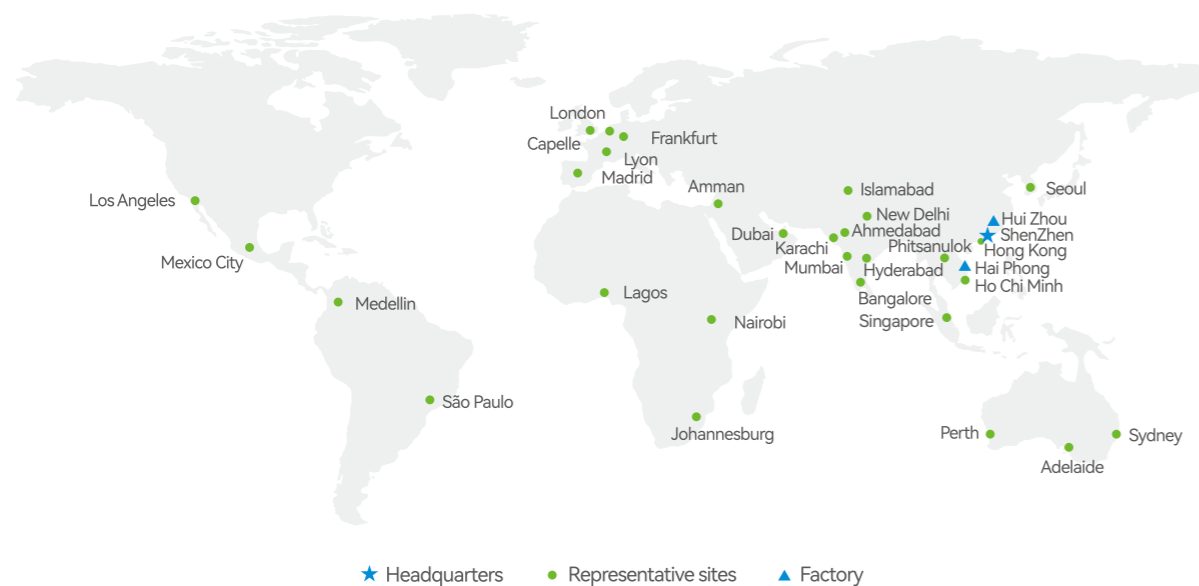 London
Capelle
Frankfurt
Lyon
Madrid
Amman
Islamabad
Seoul
Los Angeles
New Delhi
Hui Zhou
Dubai
Ahmedabad
ShenZhen
Karachi
Phitsanulok
Hong Kong
Mexico City
Mumbai
Hyderabad
Hai Phong
Ho Chi Minh
Medellin
Lagos
Bangalore
Nairobi
Singapore
São Paulo
Johannesburg
Perth
Sydney
Adelaide
Headquarters
Representative sites
Factory